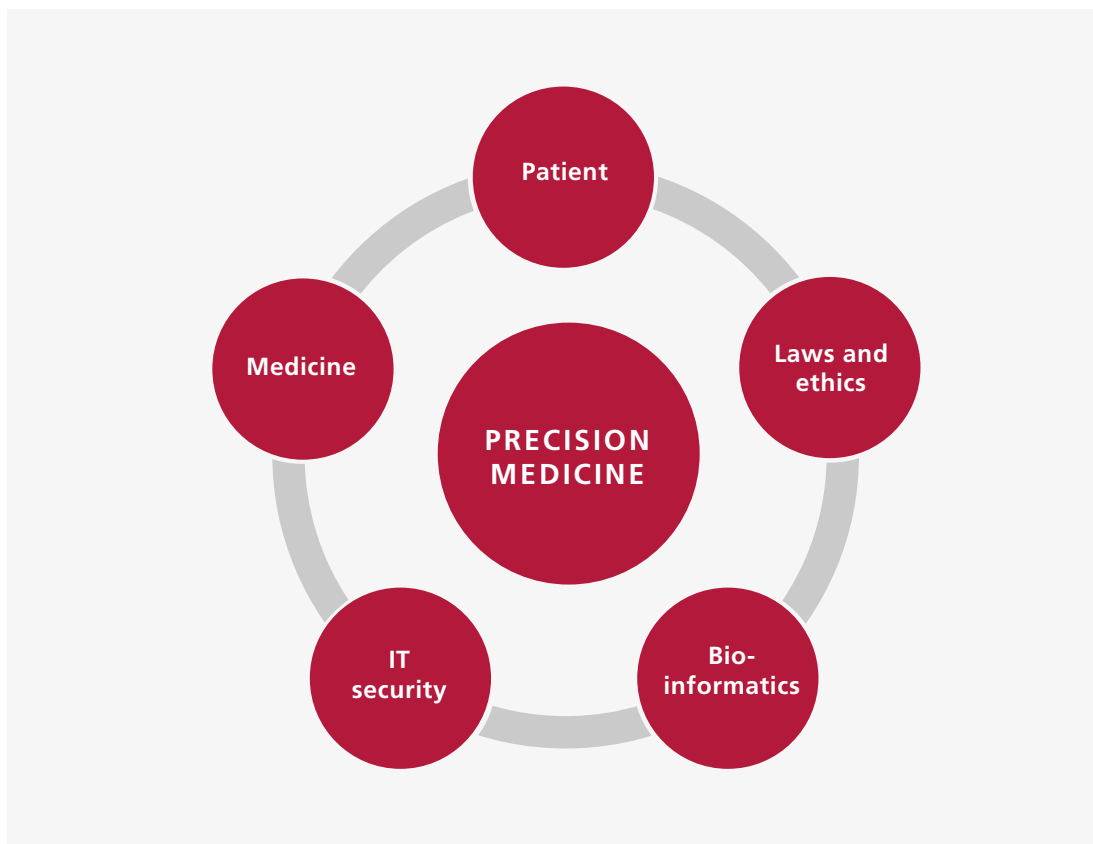 Patient
Medicine
Laws and
ethics
PRECISION
MEDICINE
IT
security
Bio-
informatics